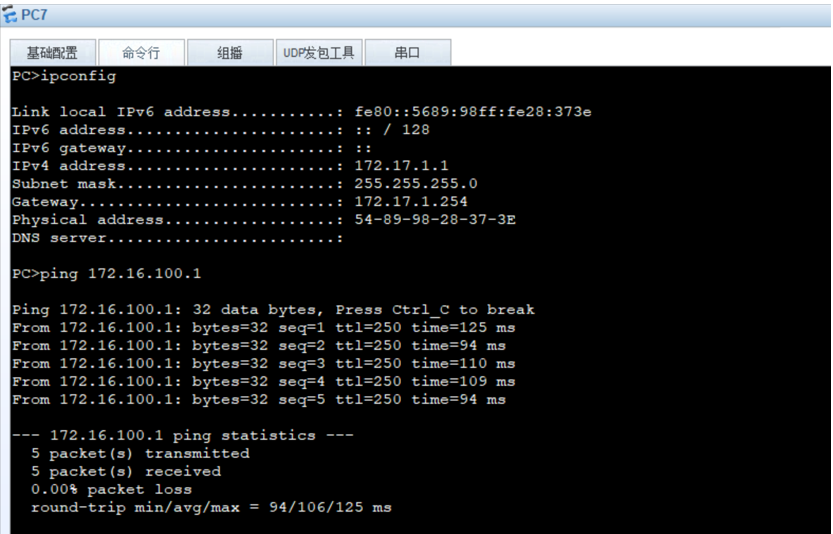 PC7
基础配置 命令行 组播 UDP发包工具 串口
PC>ipconfig
Link local IPv6 address...........: fe80::5689:98ff:fe28:373e
IPv6 address......................: :: / 128
IPv6 gateway......................: ::
IPv4 address......................: 172.17.1.1
Subnet mask.......................: 255.255.255.0
Gateway...........................: 172.17.1.254
Physical address..................: 54-89-98-28-37-3E
DNS server........................:
PC>ping 172.16.100.1
Ping 172.16.100.1: 32 data bytes, Press Ctrl_C to break
From 172.16.100.1: bytes=32 seq=1 ttl=250 time=125 ms
From 172.16.100.1: bytes=32 seq=2 ttl=250 time=94 ms
From 172.16.100.1: bytes=32 seq=3 ttl=250 time=110 ms
From 172.16.100.1: bytes=32 seq=4 ttl=250 time=109 ms
From 172.16.100.1: bytes=32 seq=5 ttl=250 time=94 ms
--- 172.16.100.1 ping statistics ---
5 packet(s) transmitted
5 packet(s) received
0.00% packet loss
round-trip min/avg/max = 94/106/125 ms